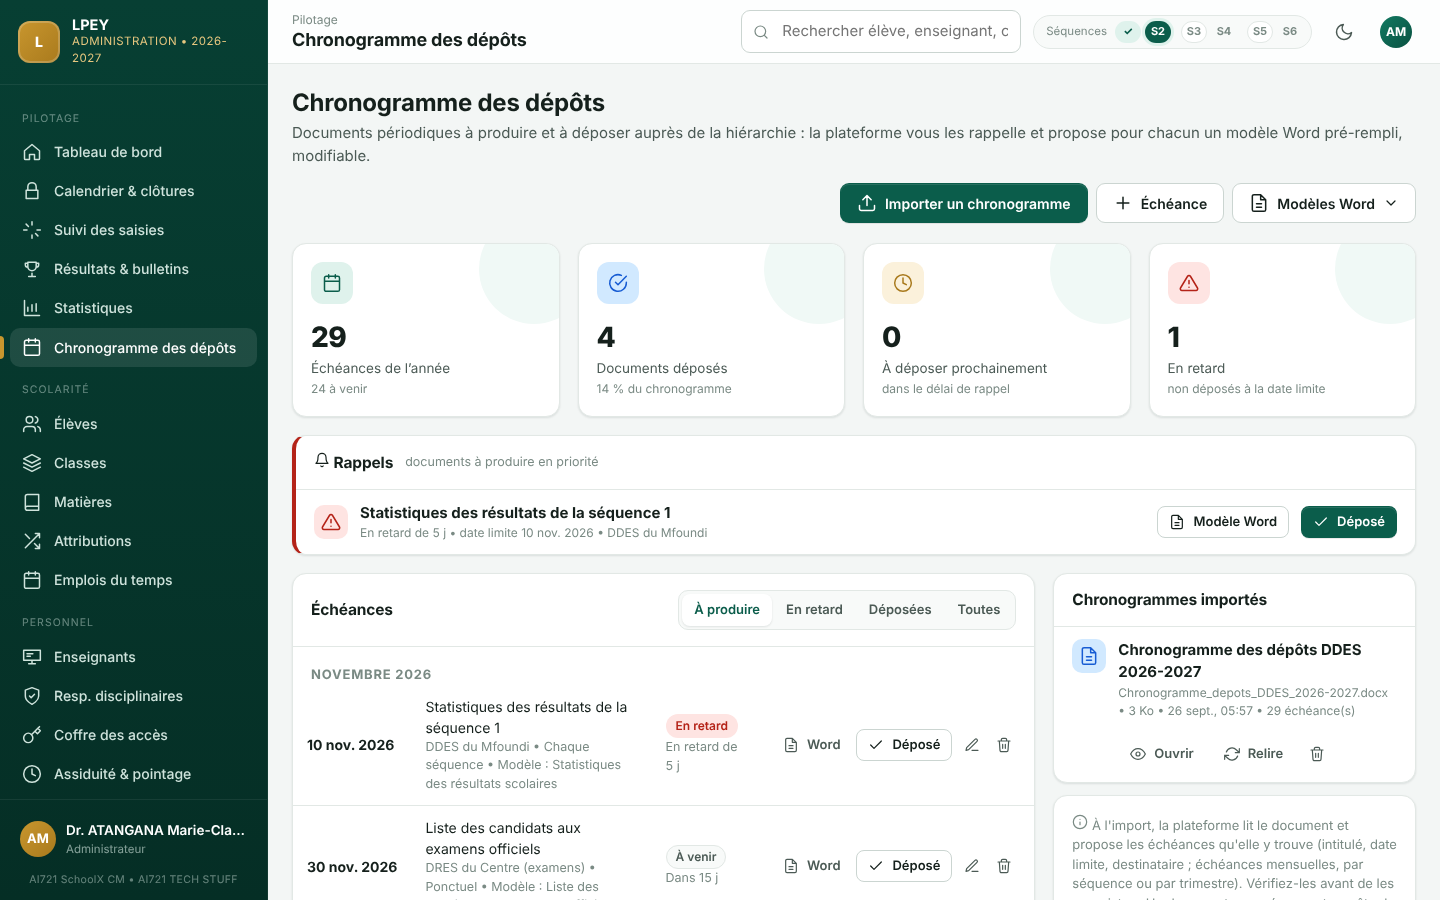 LPEY
ADMINISTRATION • 2026-
2027
PILOTAGE
Tableau de bord
Calendrier & clôtures
Suivi des saisies
Résultats & bulletins
Statistiques
Chronogramme des dépôts
SCOLARITÉ
Élèves
Classes
Matières
Attributions
Emplois du temps
PERSONNEL
Enseignants
Resp. disciplinaires
Coffre des accès
Assiduité & pointage
AM
Dr. ATANGANA Marie-Cla...
Administrateur
AI721 SchoolX CM • AI721 TECH STUFF
L
Pilotage
Chronogramme des dépôts
Rechercher élève, enseignant, c
Séquences
S2
S3
S4
S5
S6
AM
Chronogramme des dépôts
Documents périodiques à produire et à déposer auprès de la hiérarchie : la plateforme vous les rappelle et propose pour chacun un modèle Word pré-rempli,
modifiable.
Importer un chronogramme
Échéance
Modèles Word
29
Échéances de l'année
24 à venir
4
Documents déposés
14 % du chronogramme
0
À déposer prochainement
dans le délai de rappel
1
En retard
non déposés à la date limite
Rappels documents à produire en priorité
Statistiques des résultats de la séquence 1
En retard de 5 j • date limite 10 nov. 2026 • DDES du Mfoundi
Modèle Word
Déposé
Échéances
À produire
En retard
Déposées
Toutes
NOVEMBRE 2026
10 nov. 2026
Statistiques des résultats de la
séquence 1
DDES du Mfoundi • Chaque
séquence • Modèle : Statistiques
des résultats scolaires
En retard
En retard de
5 j
Word
Déposé
30 nov. 2026
Liste des candidats aux
examens officiels
DRES du Centre (examens) •
Ponctuel • Modèle : Liste des
À venir
Dans 15 j
Word
Déposé
Chronogrammes importés
Chronogramme des dépôts DDES
2026-2027
Chronogramme_depots_DDES_2026-2027.docx
• 3 Ko • 26 sept., 05:57 • 29 échéance(s)
Ouvrir
Relire
À l'import, la plateforme lit le document et
propose les échéances qu'elle y trouve (intitulé, date
limite, destinataire ; échéances mensuelles, par
séquence ou par trimestre). Vérifiez-les avant de les